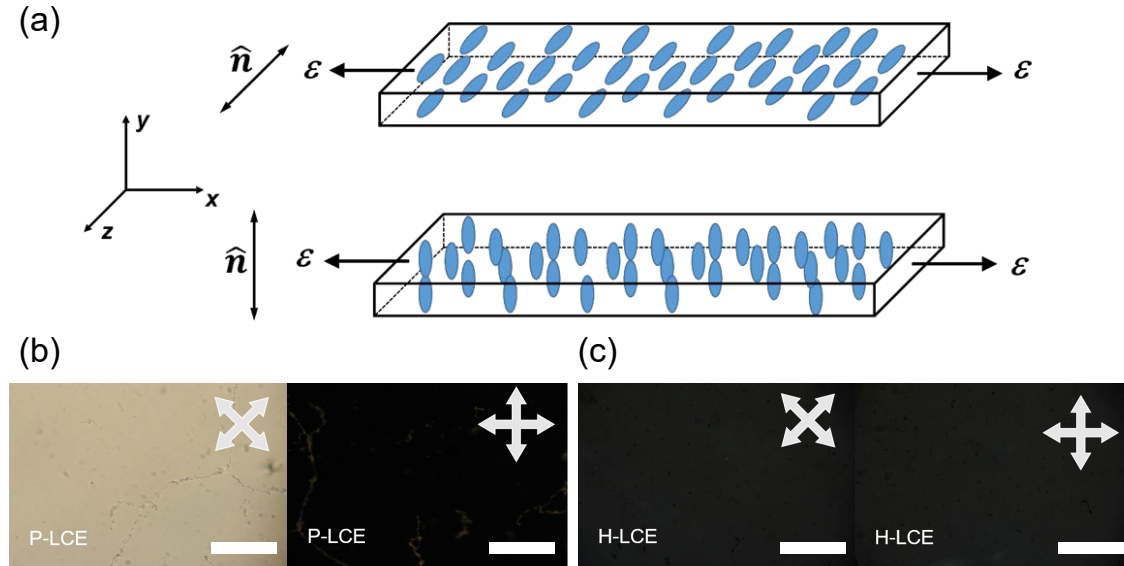 (a)
n̂
ε
ε
y
x
z
n̂
ε
ε
(b)
(c)
P-LCE
P-LCE
H-LCE
H-LCE